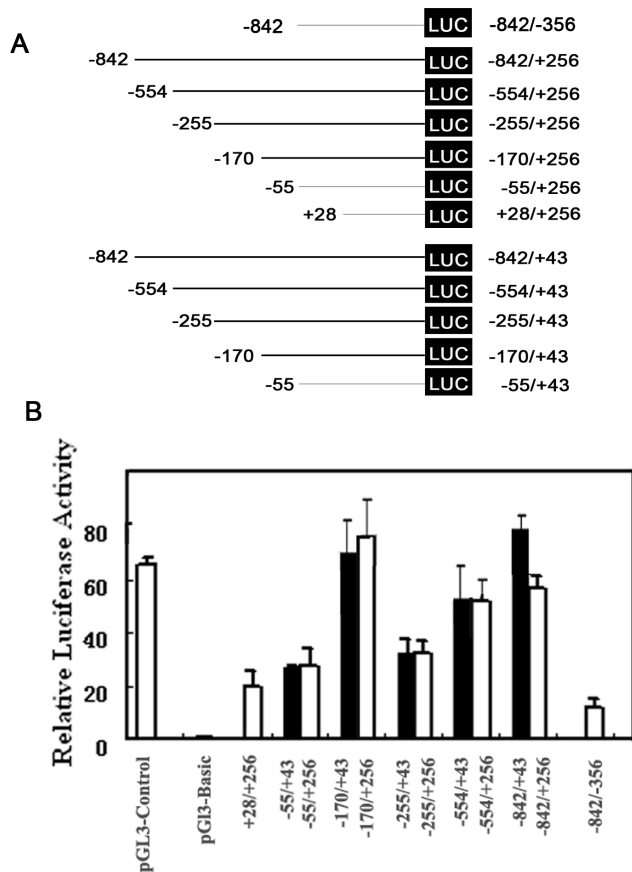 A
-842 LUC -842/-356
-842 LUC -842/+256
-554 LUC -554/+256
-255 LUC -255/+256
-170 LUC -170/+256
-55 LUC -55/+256
+28 LUC +28/+256
-842 LUC -842/+43
-554 LUC -554/+43
-255 LUC -255/+43
-170 LUC -170/+43
-55 LUC -55/+43
B
Relative Luciferase Activity
80
60
40
20
0
pGL3-Control
pGl3-Basic
+28/+256
-55/+43
-55/+256
-170/+43
-170/+256
-255/+43
-255/+256
-554/+43
-554/+256
-842/+43
-842/+256
-842/-356